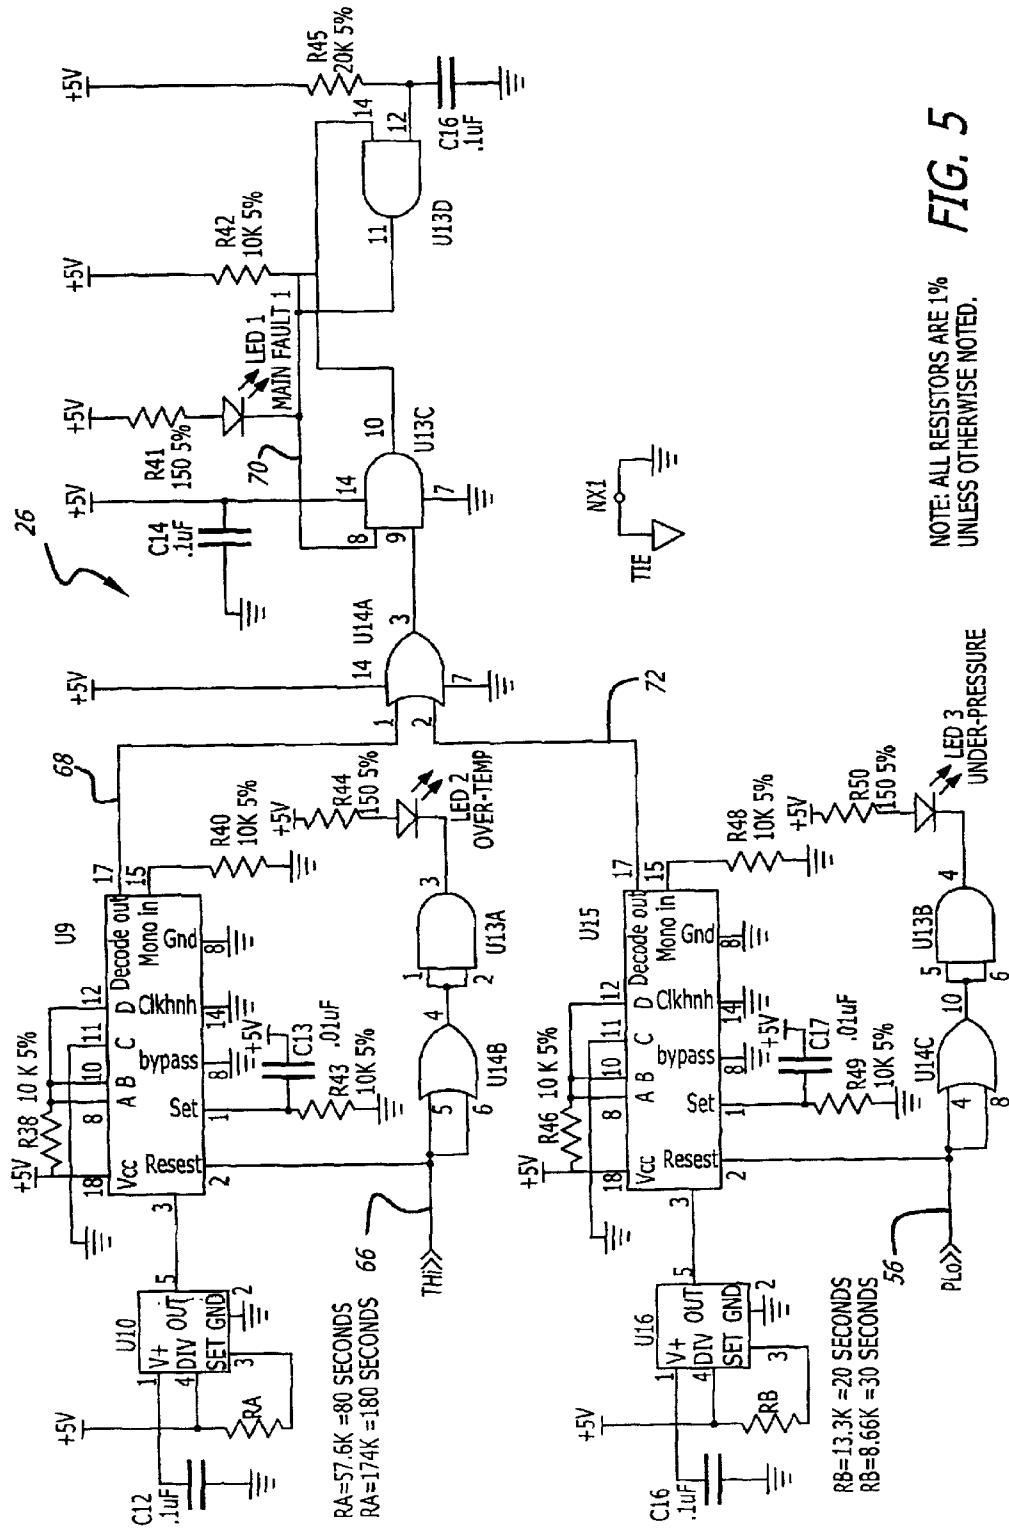 26
+5V
C12
.1uF
RA
U10
V+
DIV
SET
OUT
GND
1
4
3
5
2
RA=57.6K =80 SECONDS
RA=174K =180 SECONDS
+5V
R38
10 K 5%
U9
18
8
10
11
12
Vcc
A
B
C
D
Decode out
17
Mono in
15
Resest
Set
bypass
Clkhnh
Gnd
3
2
1
8
14
8
68
R40
10K 5%
+5V
C13
.01uF
R43
10K 5%
66
THi>>
5
6
4
U14B
1
2
3
U13A
+5V
R44
150 5%
LED 2
OVER-TEMP
+5V
14
U14A
1
2
3
7
72
+5V
C14
.1uF
14
8
9
10
7
U13C
70
+5V
R41
150 5%
LED 1
MAIN FAULT 1
+5V
R42
10K 5%
11
U13D
14
12
+5V
R45
20K 5%
C16
.1uF
TIE
NX1
+5V
C16
.1uF
RB
U16
V+
DIV
SET
OUT
GND
1
4
3
5
2
RB=13.3K =20 SECONDS
RB=8.66K =30 SECONDS
+5V
R46
10 K 5%
U15
18
8
10
11
12
Vcc
A
B
C
D
Decode out
17
Mono in
15
Resest
Set
bypass
Clkhnh
Gnd
3
2
1
8
14
8
R48
10K 5%
+5V
C17
.01uF
R49
10K 5%
56
PLo>>
4
8
10
U14C
5
6
4
U13B
+5V
R50
150 5%
LED 3
UNDER-PRESSURE
NOTE: ALL RESISTORS ARE 1%
UNLESS OTHERWISE NOTED.
FIG. 5